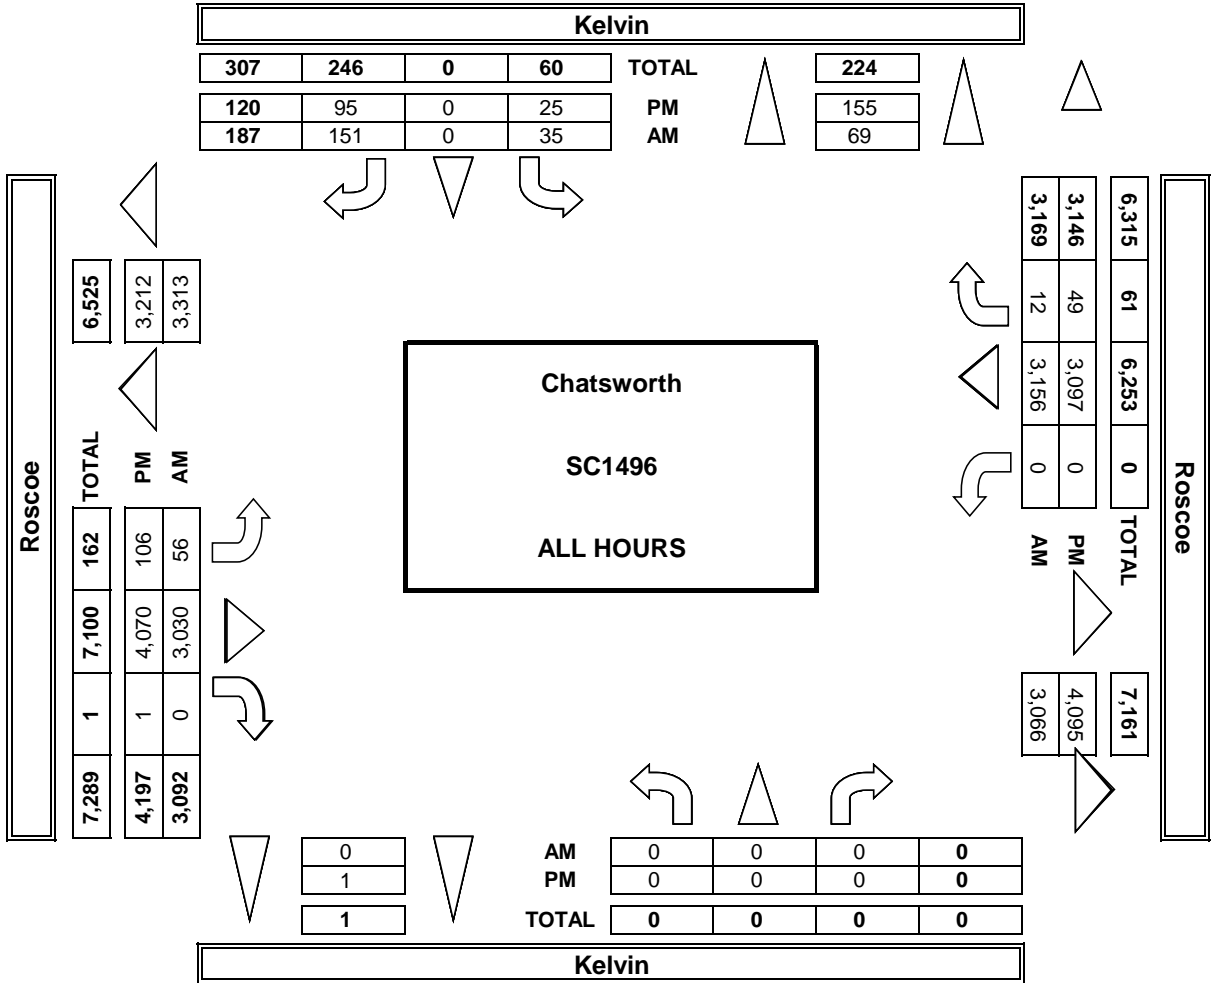 Kelvin
307 246 0 60 TOTAL 224
120 95 0 25 PM 155
187 151 0 35 AM 69
Roscoe
6,525
3,212
3,313
TOTAL
PM
AM
162 7,100 1 7,289
106 4,070 1 4,197
56 3,030 0 3,092
Chatsworth
SC1496
ALL HOURS
6,315 61 6,253 0 TOTAL
3,146 49 3,097 0 PM
3,169 12 3,156 0 AM
7,161
4,095
3,066
Roscoe
0 AM 0 0 0 0
1 PM 0 0 0 0
1 TOTAL 0 0 0 0
Kelvin